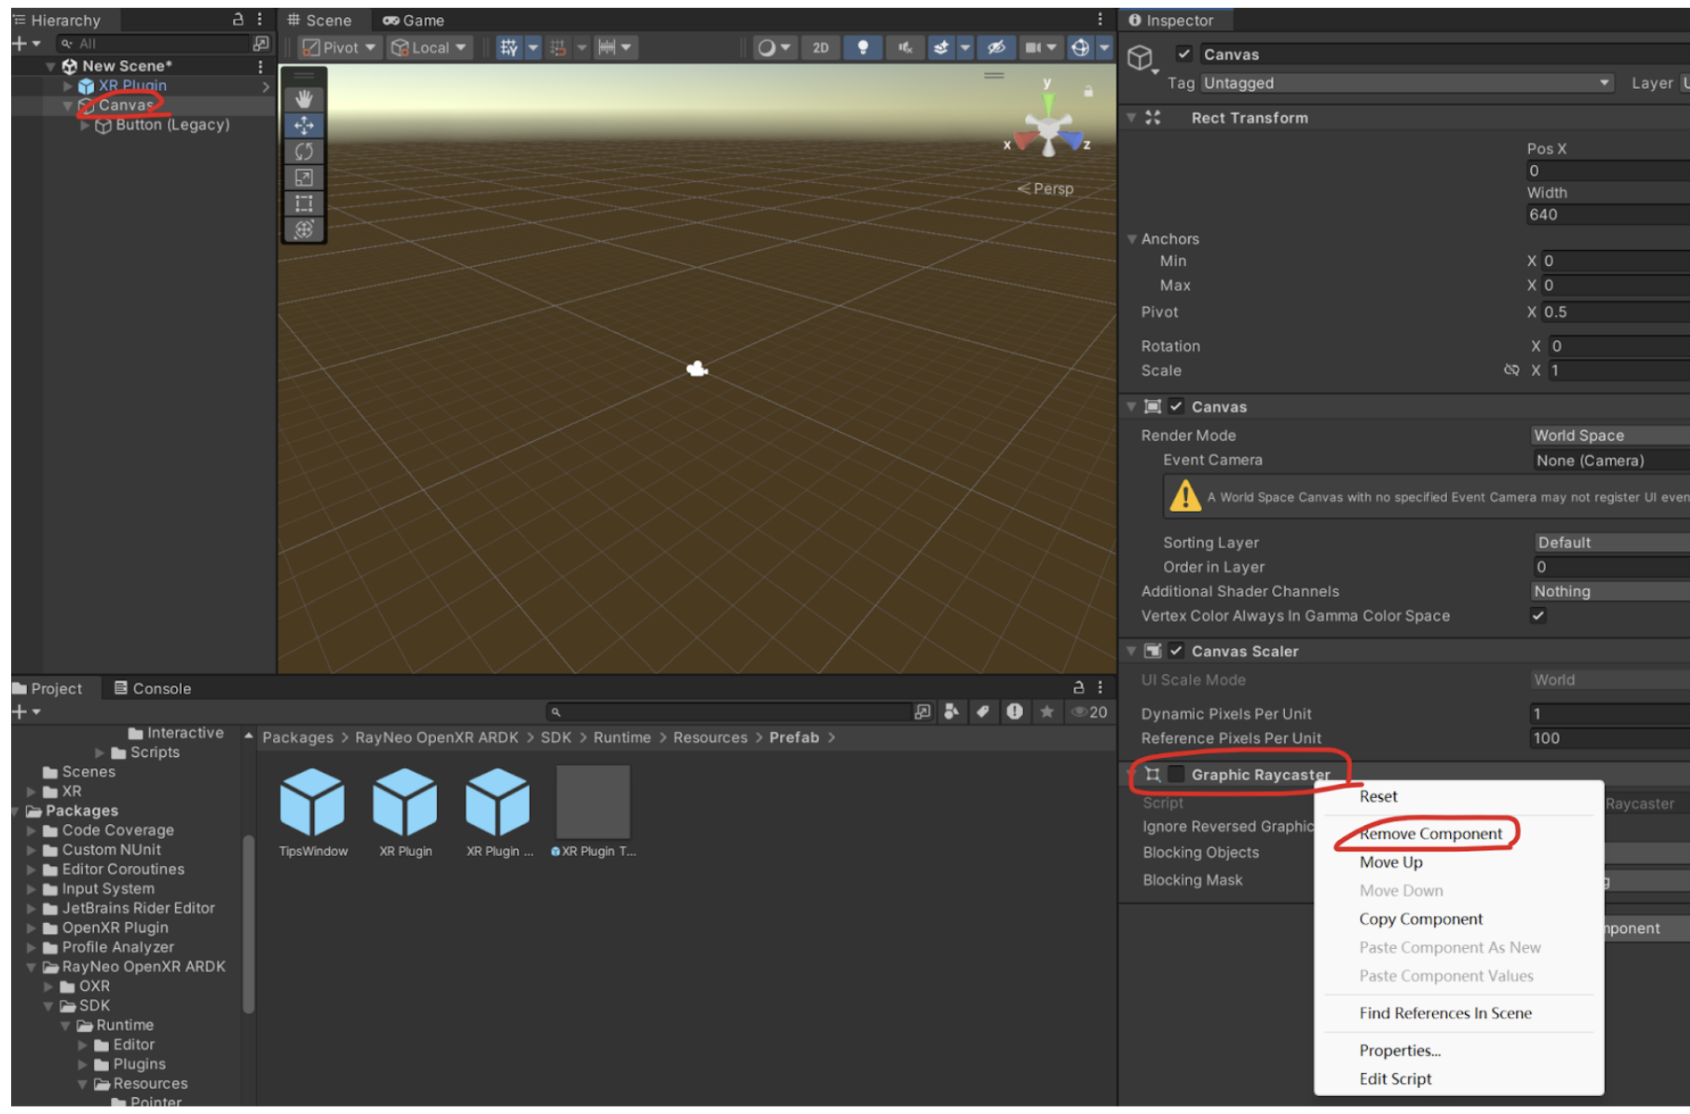 Hierarchy
All
New Scene*
XR Plugin
Canvas
Button (Legacy)
Scene
Game
Pivot
Local
2D
y
x
z
Persp
Inspector
Canvas
Tag Untagged
Layer
Rect Transform
Pos X
0
Width
640
Anchors
Min X 0
Max X 0
Pivot X 0.5
Rotation X 0
Scale X 1
Canvas
Render Mode World Space
Event Camera None (Camera)
A World Space Canvas with no specified Event Camera may not register UI even
Sorting Layer Default
Order in Layer 0
Additional Shader Channels Nothing
Vertex Color Always In Gamma Color Space
Canvas Scaler
UI Scale Mode World
Dynamic Pixels Per Unit 1
Reference Pixels Per Unit 100
Graphic Raycaster
Script Raycaster
Ignore Reversed Graphic
Blocking Objects
Blocking Mask
Reset
Remove Component
Move Up
Move Down
Copy Component
Paste Component As New
Paste Component Values
Find References In Scene
Properties...
Edit Script
mponent
Project
Console
20
Interactive
Scripts
Scenes
XR
Packages
Code Coverage
Custom NUnit
Editor Coroutines
Input System
JetBrains Rider Editor
OpenXR Plugin
Profile Analyzer
RayNeo OpenXR ARDK
OXR
SDK
Runtime
Editor
Plugins
Resources
Pointer
Packages > RayNeo OpenXR ARDK > SDK > Runtime > Resources > Prefab >
TipsWindow
XR Plugin
XR Plugin ...
XR Plugin T...